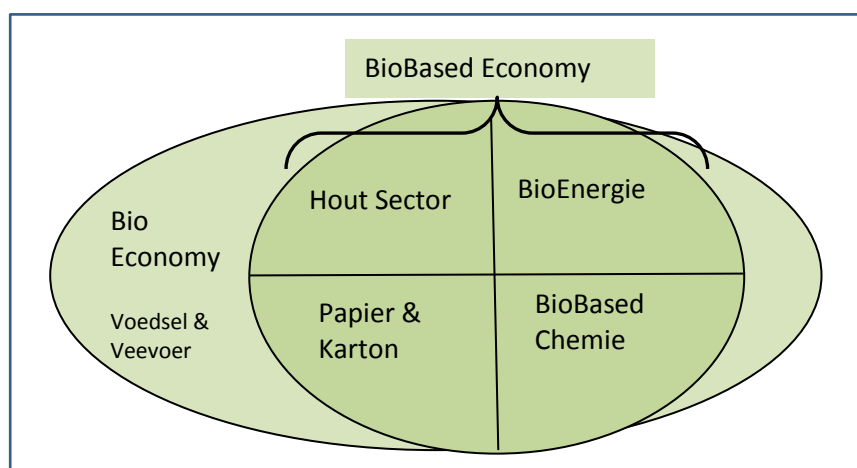 BioBased Economy
Hout Sector
BioEnergie
Bio
Economy
Voedsel &
Veevoer
Papier &
Karton
BioBased
Chemie